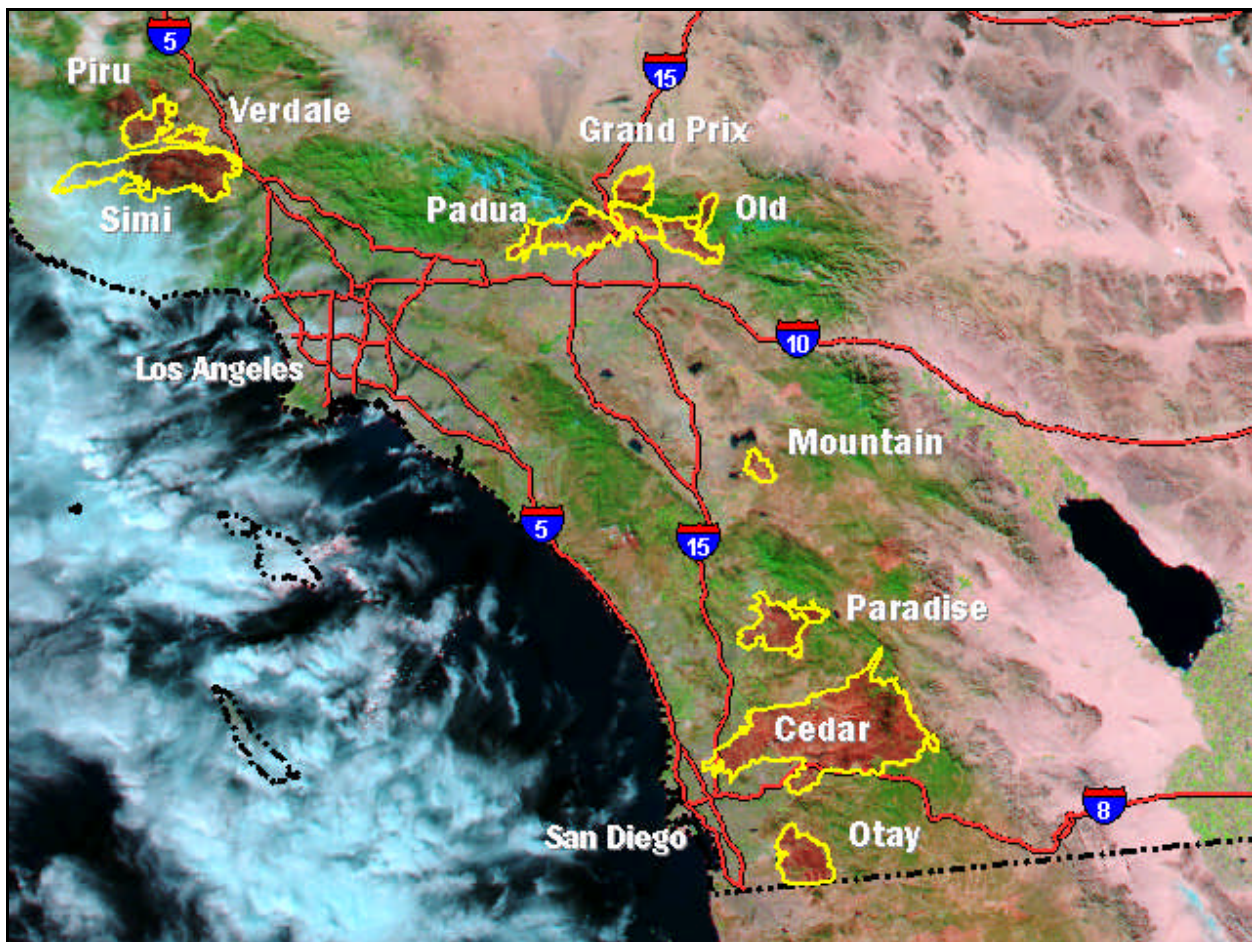 5
15
Piru
Verdale
Grand Prix
Simi
Padua
Old
10
Los Angeles
Mountain
5
15
Paradise
Cedar
8
San Diego
Otay